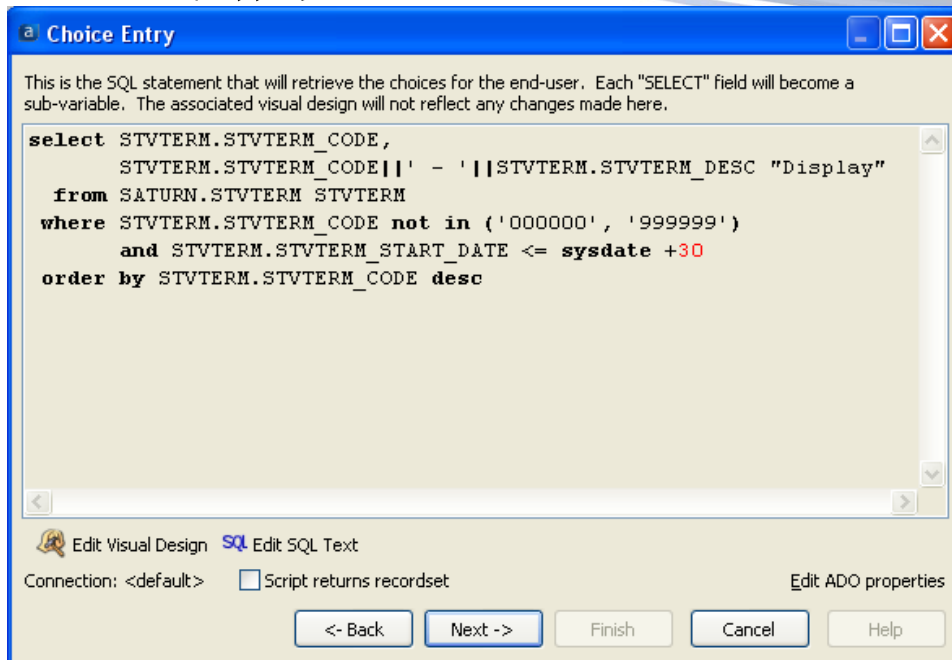 Choice Entry
This is the SQL statement that will retrieve the choices for the end-user.  Each "SELECT" field will become a
sub-variable.  The associated visual design will not reflect any changes made here.
select STVTERM.STVTERM_CODE,
       STVTERM.STVTERM_CODE||' - '||STVTERM.STVTERM_DESC "Display"
  from SATURN.STVTERM STVTERM
 where STVTERM.STVTERM_CODE not in ('000000', '999999')
       and STVTERM.STVTERM_START_DATE <= sysdate +30
 order by STVTERM.STVTERM_CODE desc
Edit Visual Design SQL Edit SQL Text
Connection: <default> Script returns recordset Edit ADO properties
<- Back Next -> Finish Cancel Help